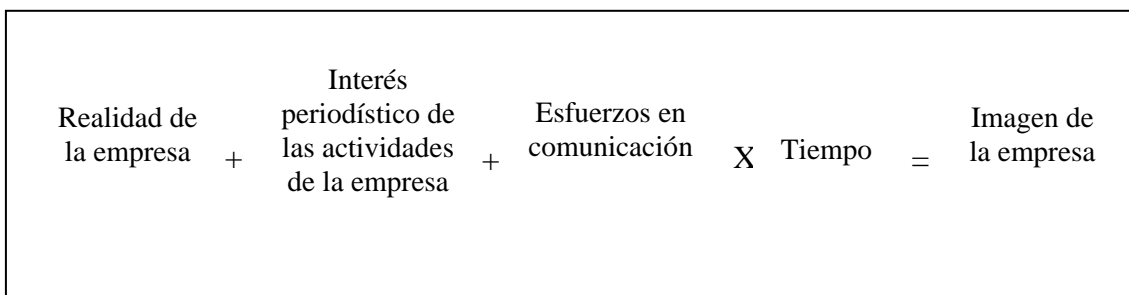 Realidad de
la empresa
+
Interés
periodístico de
las actividades
de la empresa
+
Esfuerzos en
comunicación
X
Tiempo
=
Imagen de
la empresa